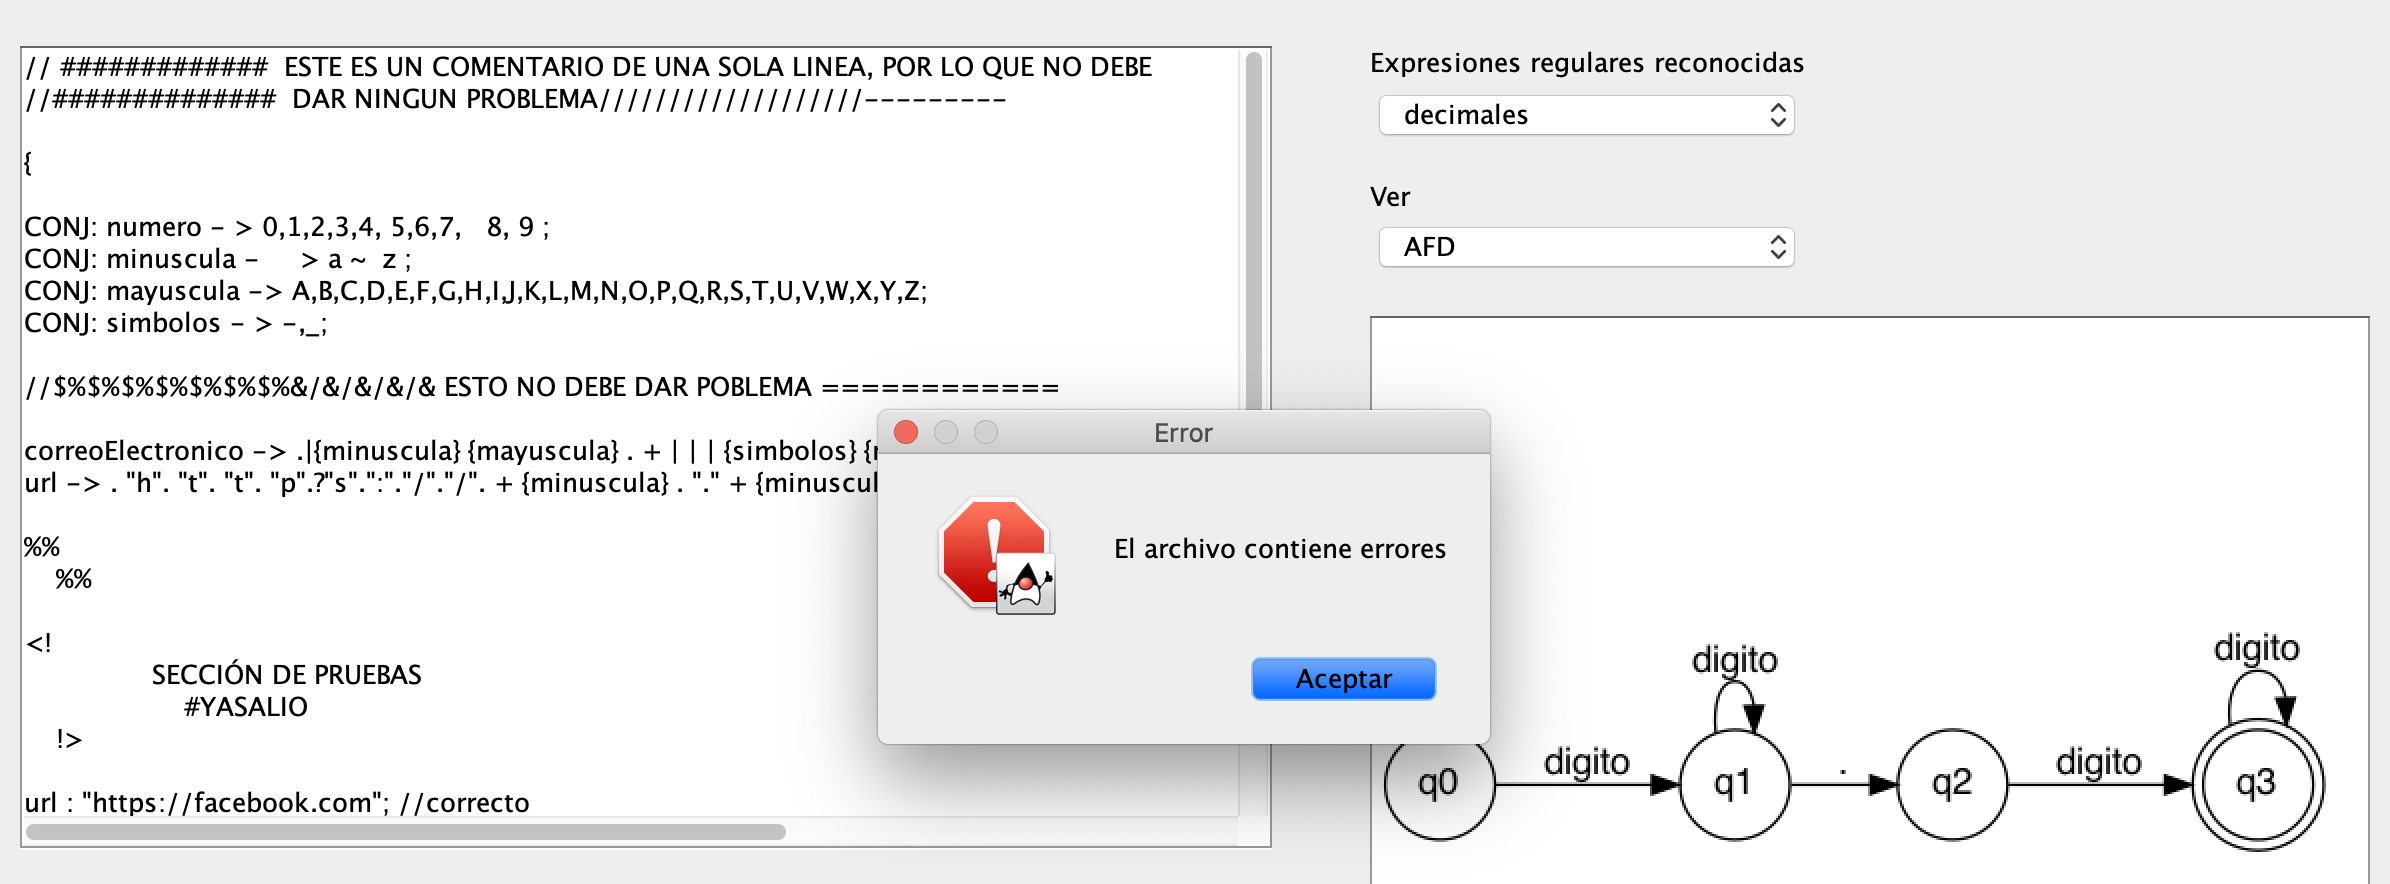 // ############# ESTE ES UN COMENTARIO DE UNA SOLA LINEA, POR LO QUE NO DEBE
//############## DAR NINGUN PROBLEMA///////////////////---------
{
CONJ: numero - > 0,1,2,3,4, 5,6,7,   8, 9 ;
CONJ: minuscula -     > a ~  z ;
CONJ: mayuscula -> A,B,C,D,E,F,G,H,I,J,K,L,M,N,O,P,Q,R,S,T,U,V,W,X,Y,Z;
CONJ: simbolos - > -,_;
//$%$%$%$%$%$%$%&/&/&/&/& ESTO NO DEBE DAR POBLEMA ============
correoElectronico -> .|{minuscula} {mayuscula} . + | | | {simbolos}
url -> . "h". "t". "t". "p".?"s".":"."/"."/". + {minuscula} . "." +
%%
%%
<!
SECCIÓN DE PRUEBAS
#YASALIO
!>
url : "https://facebook.com"; //correcto
Expresiones regulares reconocidas
decimales
Ver
AFD
Error
El archivo contiene errores
Aceptar
digito
digito
q0
digito
q1
.
q2
digito
q3